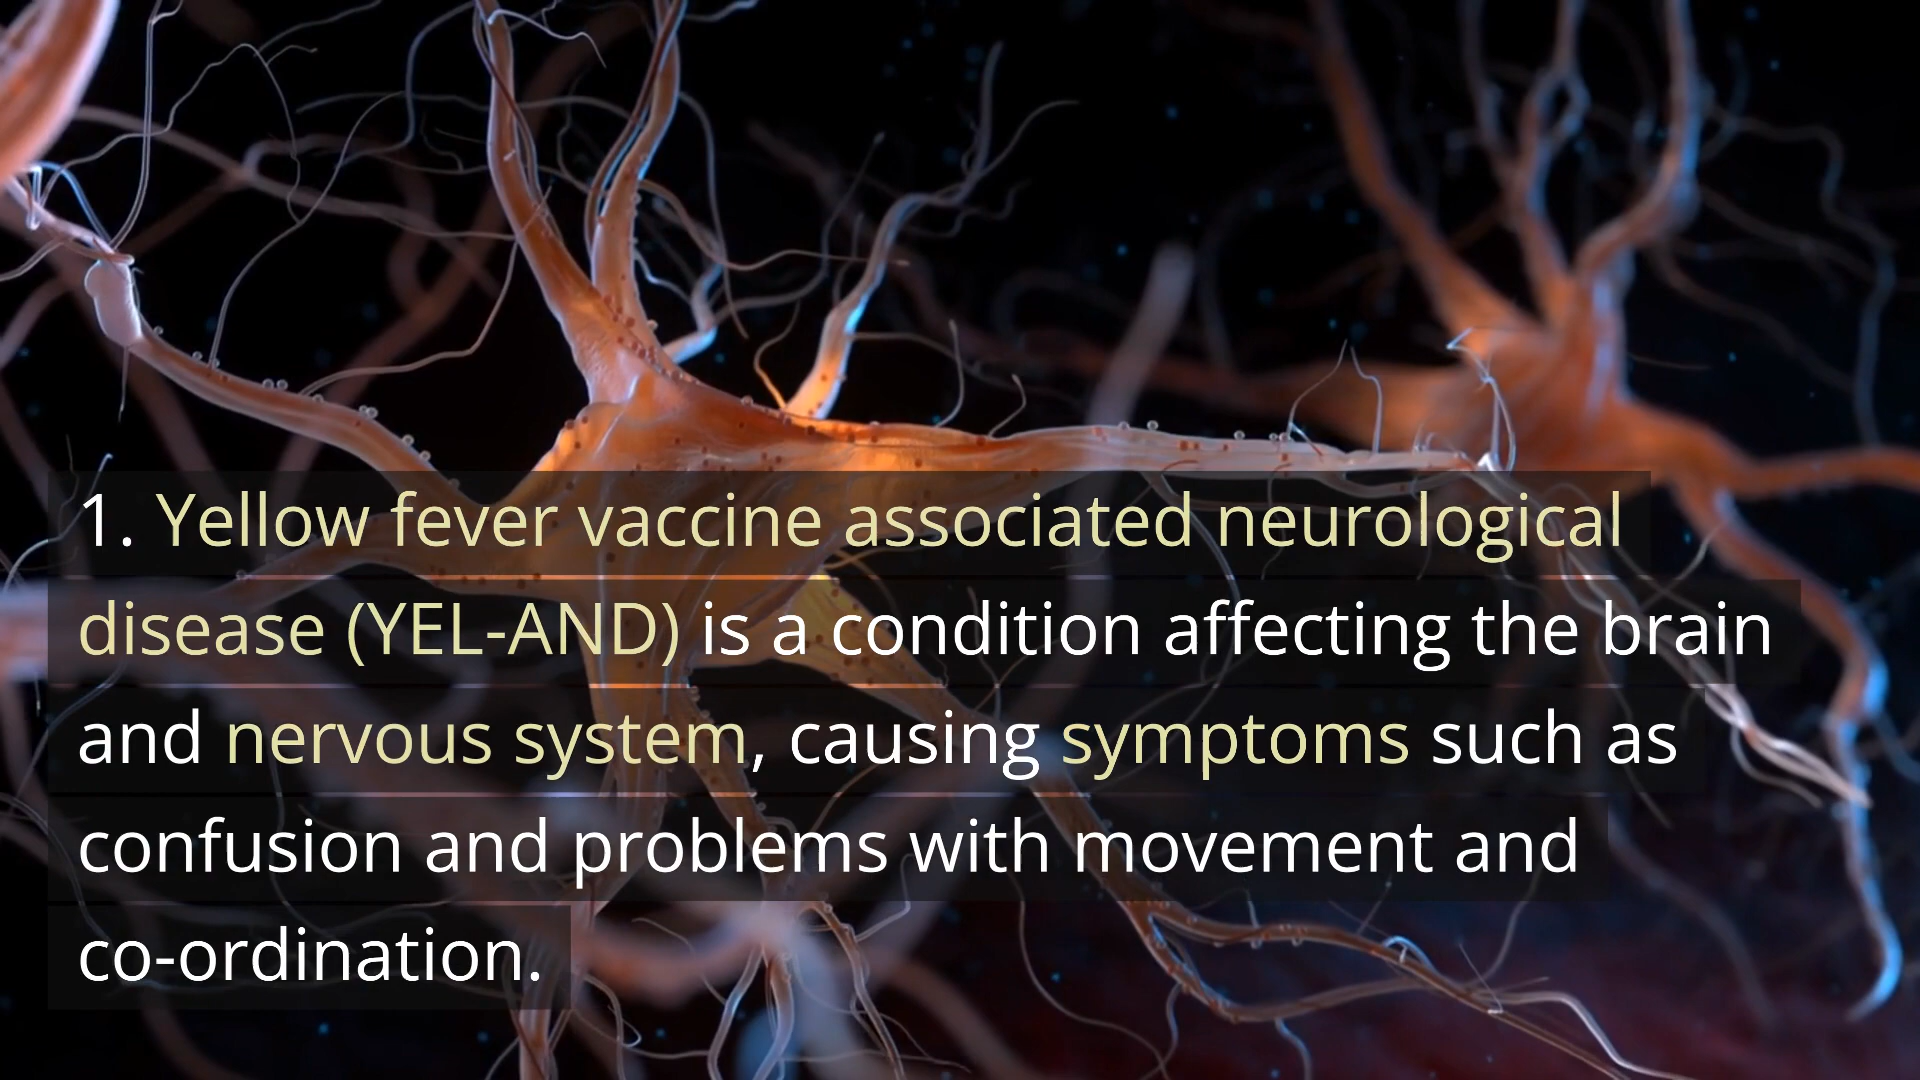 1. Yellow fever vaccine associated neurological
disease (YEL-AND) is a condition affecting the brain
and nervous system, causing symptoms such as
confusion and problems with movement and
co-ordination.